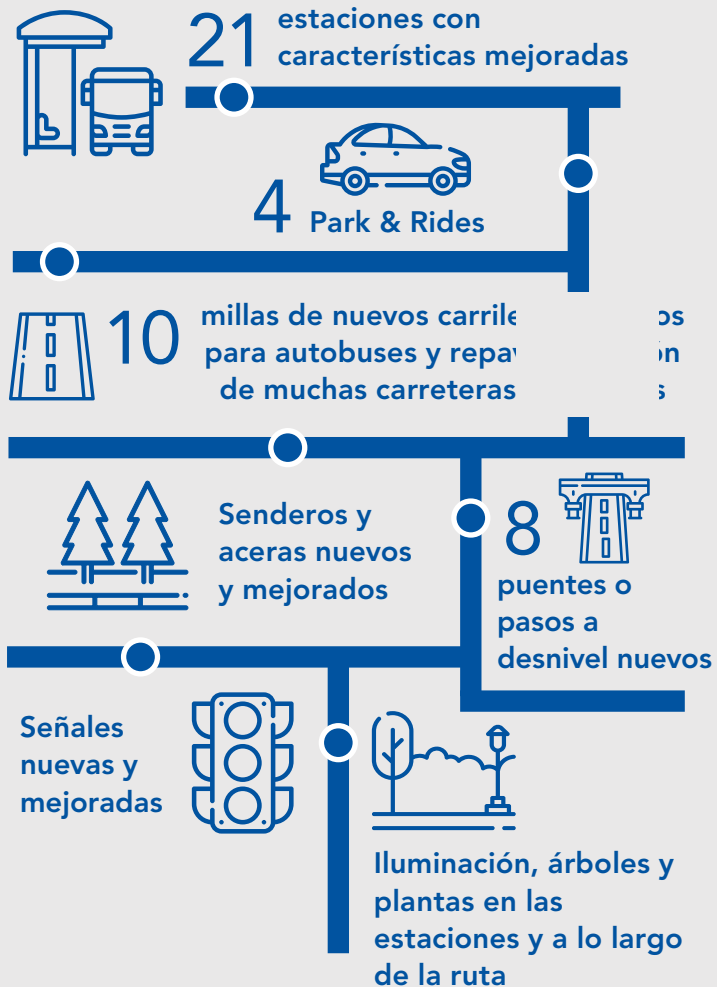 21 estaciones con
características mejoradas
4 Park & Rides
10 millas de nuevos
para autobuses y
de muchas carreteras
Senderos y
aceras nuevos
y mejorados
8
puentes o
pasos a
desnivel nuevos
Señales
nuevas y
mejoradas
Iluminación, árboles y
plantas en las
estaciones y a lo largo
de la ruta